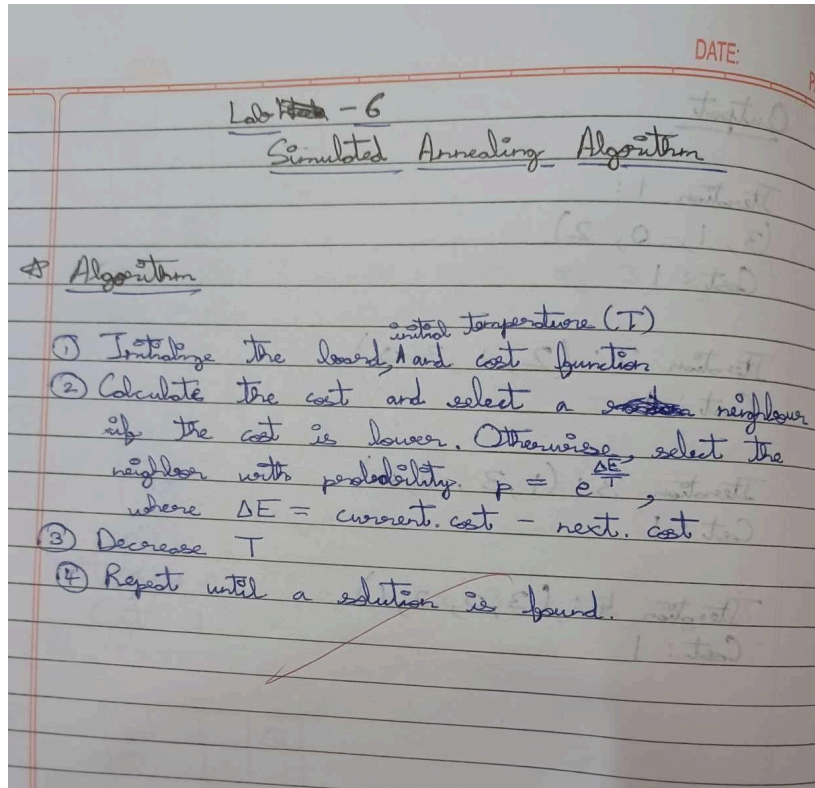 DATE:
Lab - 6
Simulated Annealing Algorithm
Algorithm
initial temperature (T)
① Initialize the board, ∧ and cost function
② Calculate the cost and select a neighbour
if the cost is lower. Otherwise, select the
neighbor with probability. p = e^(ΔE/T),
where ΔE = current.cost - next.cost
③ Decrease T
④ Repeat until a solution is found.